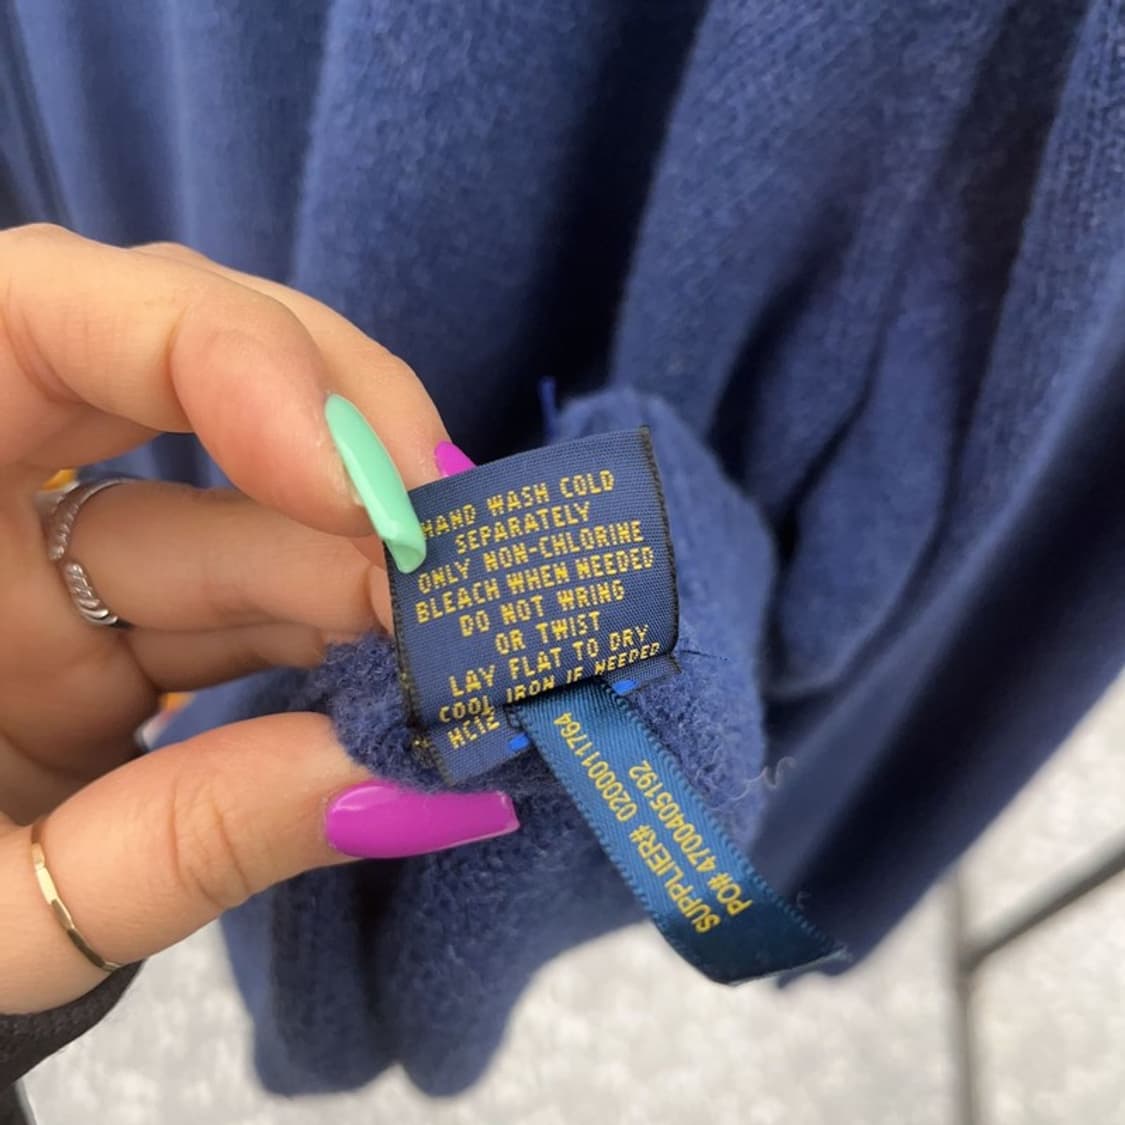 HAND WASH COLD
SEPARATELY
ONLY NON-CHLORINE
BLEACH WHEN NEEDED
DO NOT WRING
OR TWIST
LAY FLAT TO DRY
COOL IRON IF NEEDED
SUPPLIER# 0200011764
PO# 4700405192